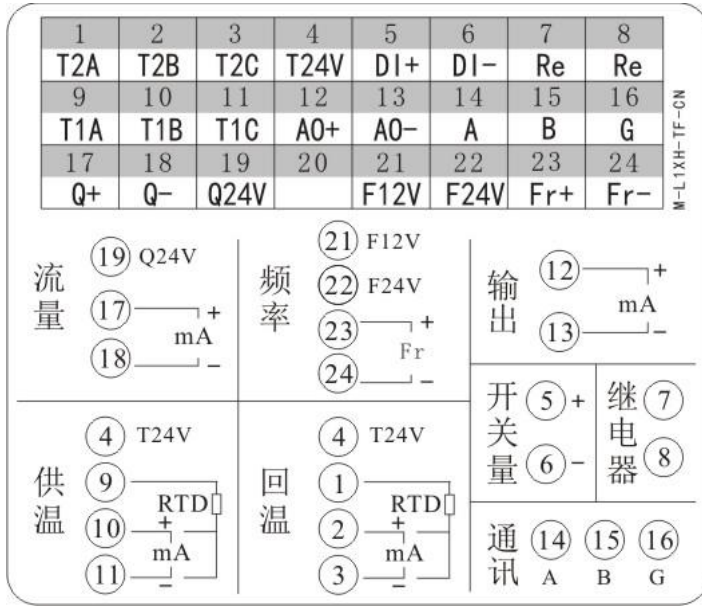 1 2 3 4 5 6 7 8
T2A T2B T2C T24V DI+ DI- Re Re
9 10 11 12 13 14 15 16
T1A T1B T1C AO+ AO- A B G
17 18 19 20 21 22 23 24
Q+ Q- Q24V F12V F24V Fr+ Fr-
M-L1XH-TF-CN
流量
19 Q24V
17 +
mA
18 -
频率
21 F12V
22 F24V
23 +
Fr
24 -
输出
12 +
mA
13 -
开关量
5 +
6 -
继电器
7
8
供温
4 T24V
9
RTD
10 +
mA
11 -
回温
4 T24V
1
RTD
2 +
mA
3 -
通讯
14 15 16
A B G